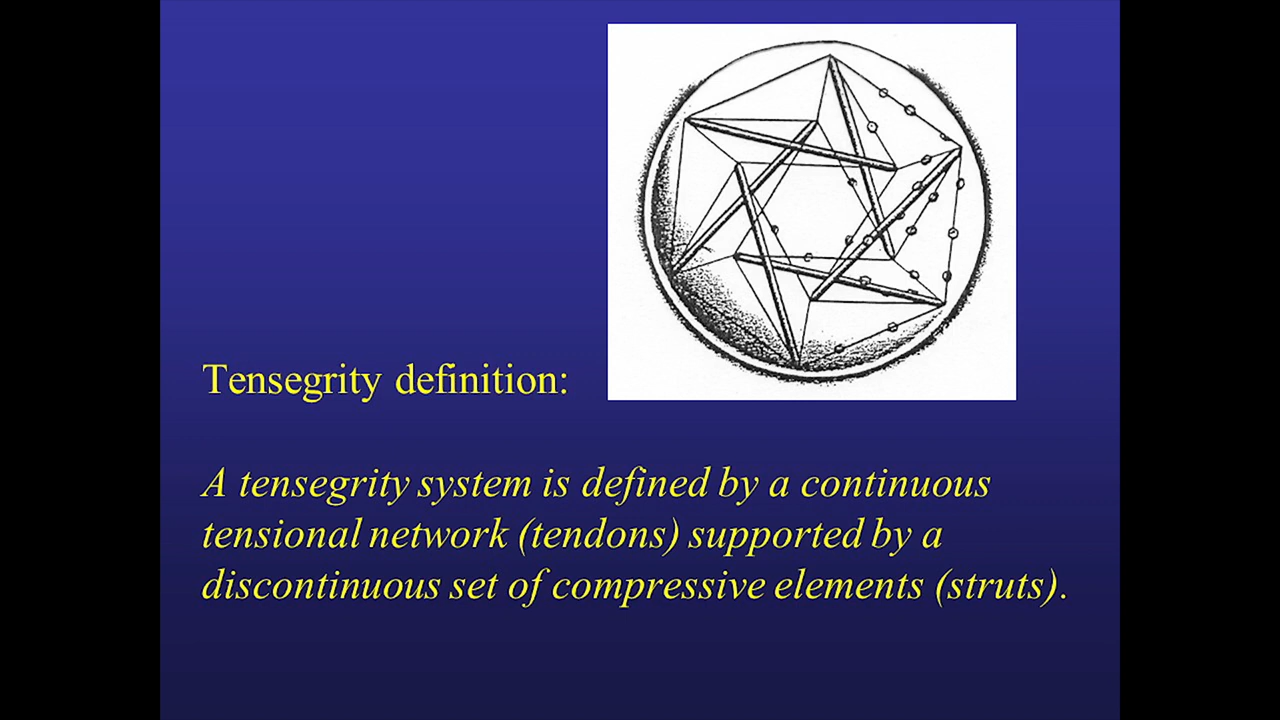 Tensegrity definition:
A tensegrity system is defined by a continuous
tensional network (tendons) supported by a
discontinuous set of compressive elements (struts).